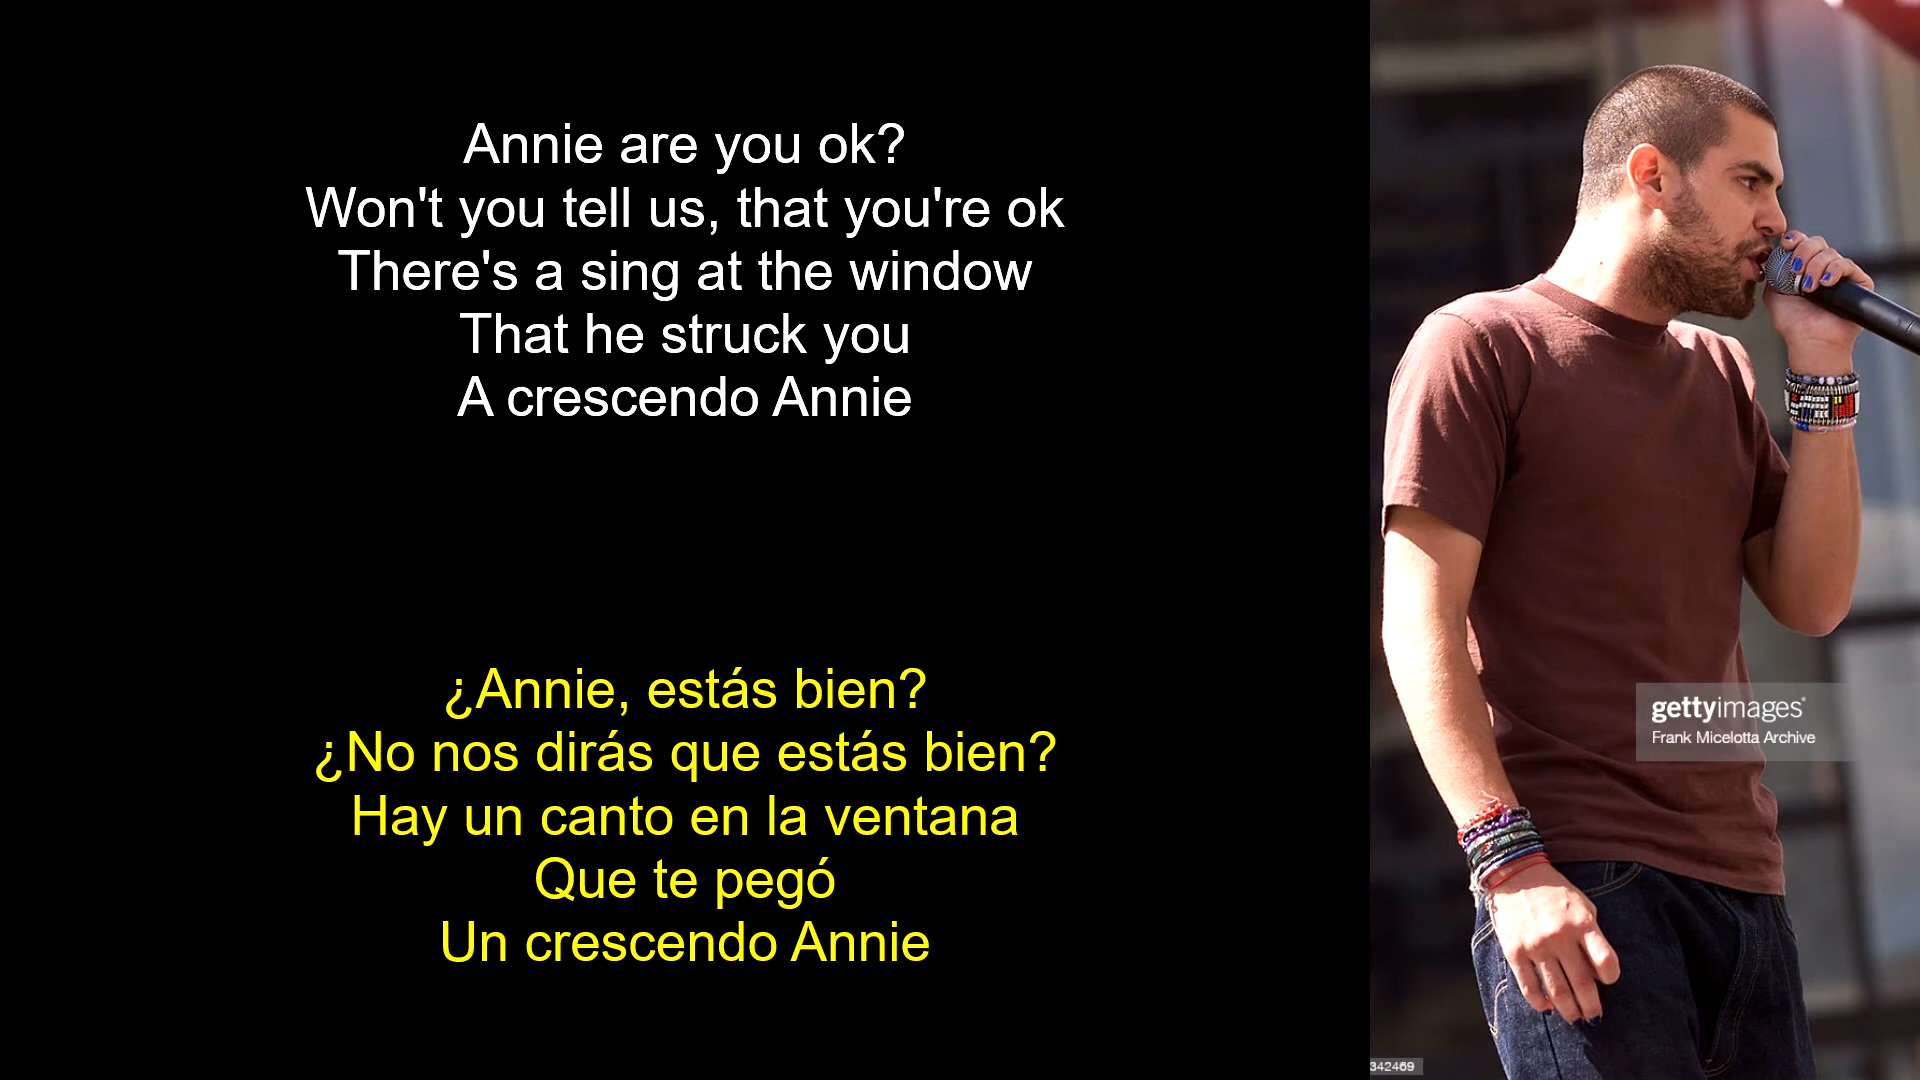 Annie are you ok?
Won't you tell us, that you're ok
There's a sing at the window
That he struck you
A crescendo Annie
¿Annie, estás bien?
¿No nos dirás que estás bien?
Hay un canto en la ventana
Que te pegó
Un crescendo Annie
gettyimages
Frank Micelotta Archive
342469